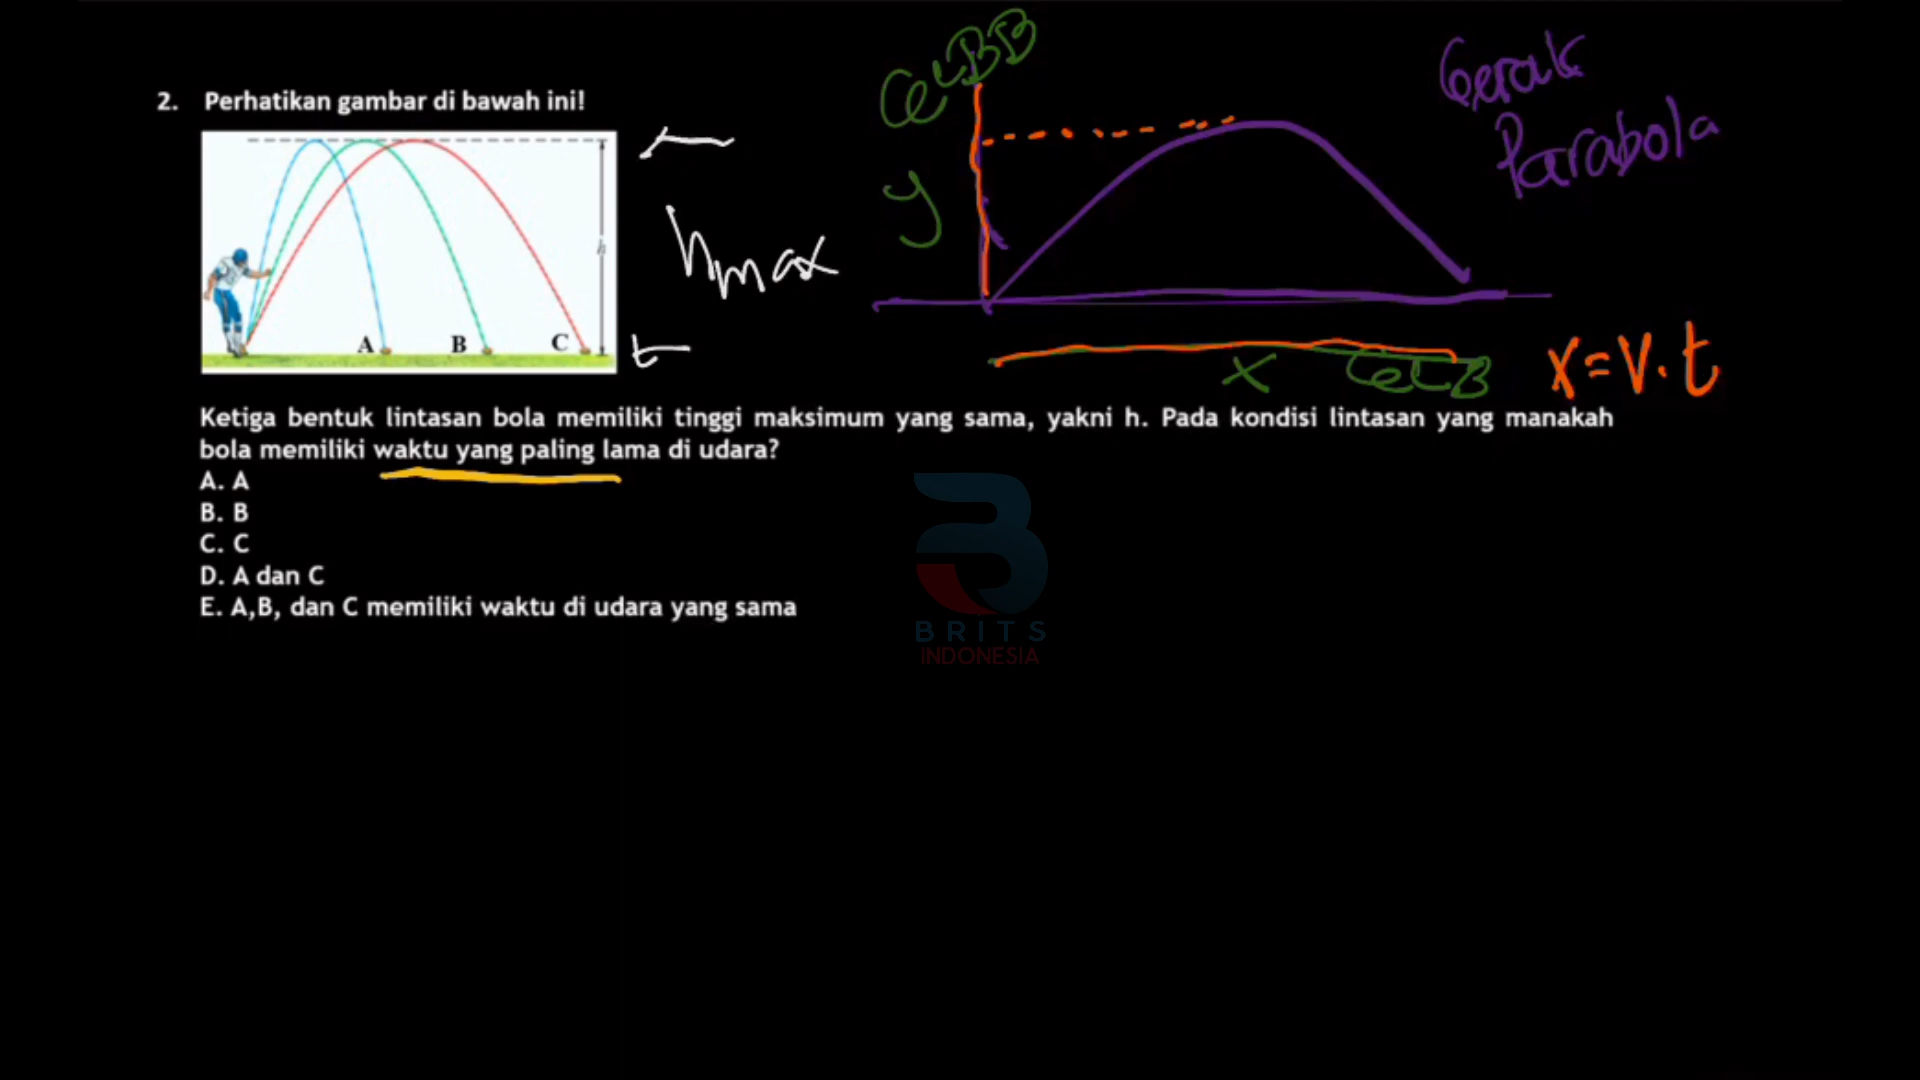 2. Perhatikan gambar di bawah ini!
h
A B C
hmax
GLBB
y
Gerak
Parabola
x GLB
x = v . t
Ketiga bentuk lintasan bola memiliki tinggi maksimum yang sama, yakni h. Pada kondisi lintasan yang manakah
bola memiliki waktu yang paling lama di udara?
A. A
B. B
C. C
D. A dan C
E. A,B, dan C memiliki waktu di udara yang sama
BRITS
INDONESIA